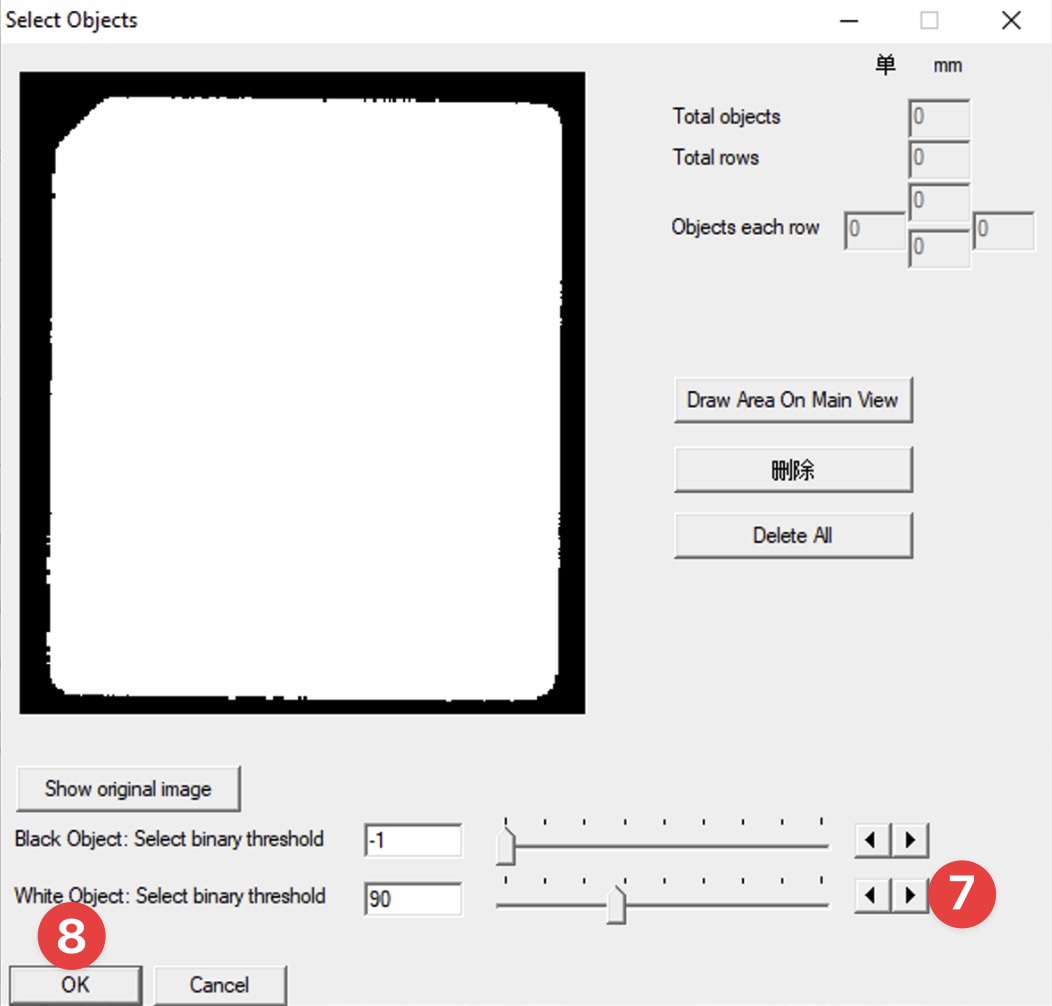 Select Objects
单 mm
Total objects 0
Total rows 0
0
Objects each row 0 0
0
Draw Area On Main View
删除
Delete All
Show original image
Black Object: Select binary threshold -1
White Object: Select binary threshold 90
7
8
OK Cancel